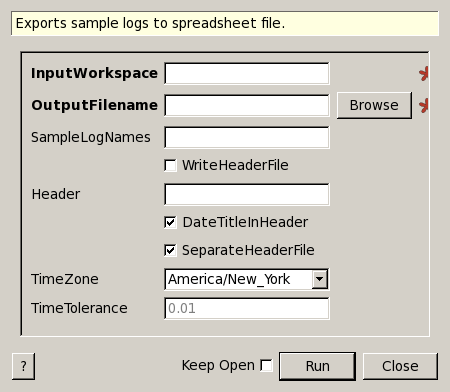 Exports sample logs to spreadsheet file.
InputWorkspace
OutputFilename Browse
SampleLogNames
WriteHeaderFile
Header
DateTitleInHeader
SeparateHeaderFile
TimeZone America/New_York
TimeTolerance 0.01
? Keep Open Run Close